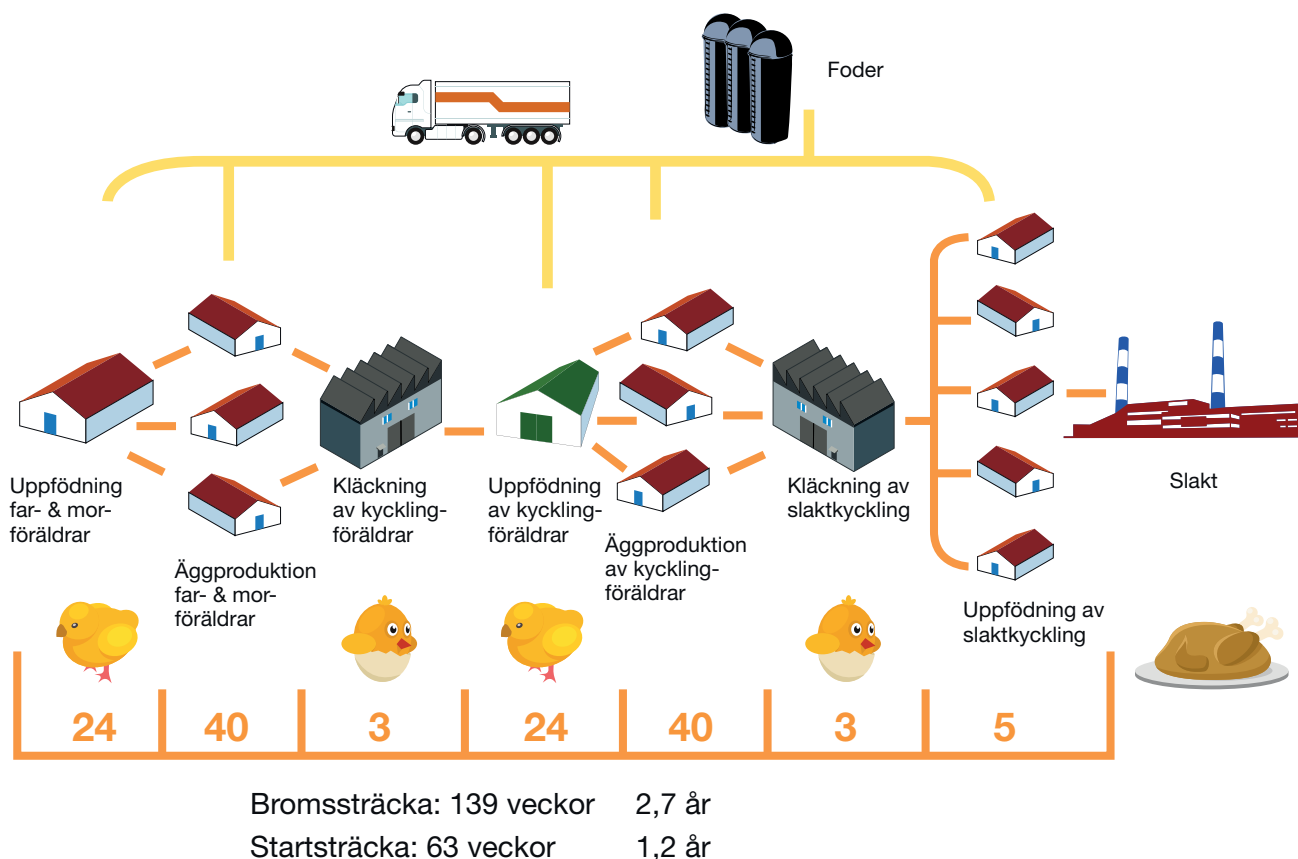 Foder
Uppfödning
far- & mor-
föräldrar
Äggproduktion
far- & mor-
föräldrar
Kläckning
av kyckling-
föräldrar
Uppfödning
av kyckling-
föräldrar
Äggproduktion
av kyckling-
föräldrar
Kläckning av
slaktkyckling
Uppfödning av
slaktkyckling
Slakt
24 40 3 24 40 3 5
Bromssträcka: 139 veckor 2,7 år
Startsträcka: 63 veckor 1,2 år